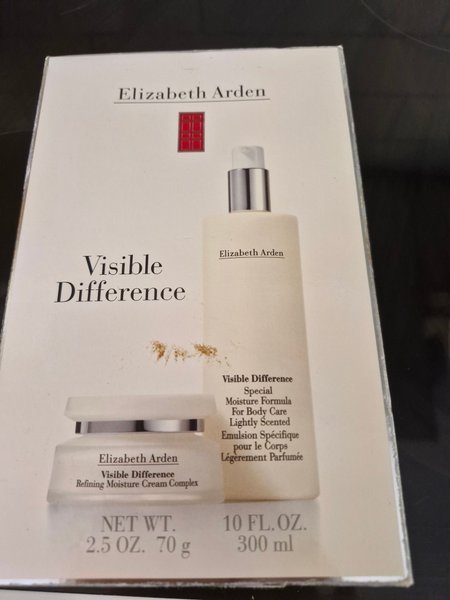 Elizabeth Arden
Visible
Difference
Elizabeth Arden
Visible Difference
Special
Moisture Formula
For Body Care
Lightly Scented
Emulsion Spécifique
pour le Corps
Légèrement Parfumée
Elizabeth Arden
Visible Difference
Refining Moisture Cream Complex
NET WT.
2.5 OZ. 70 g
10 FL.OZ.
300 ml